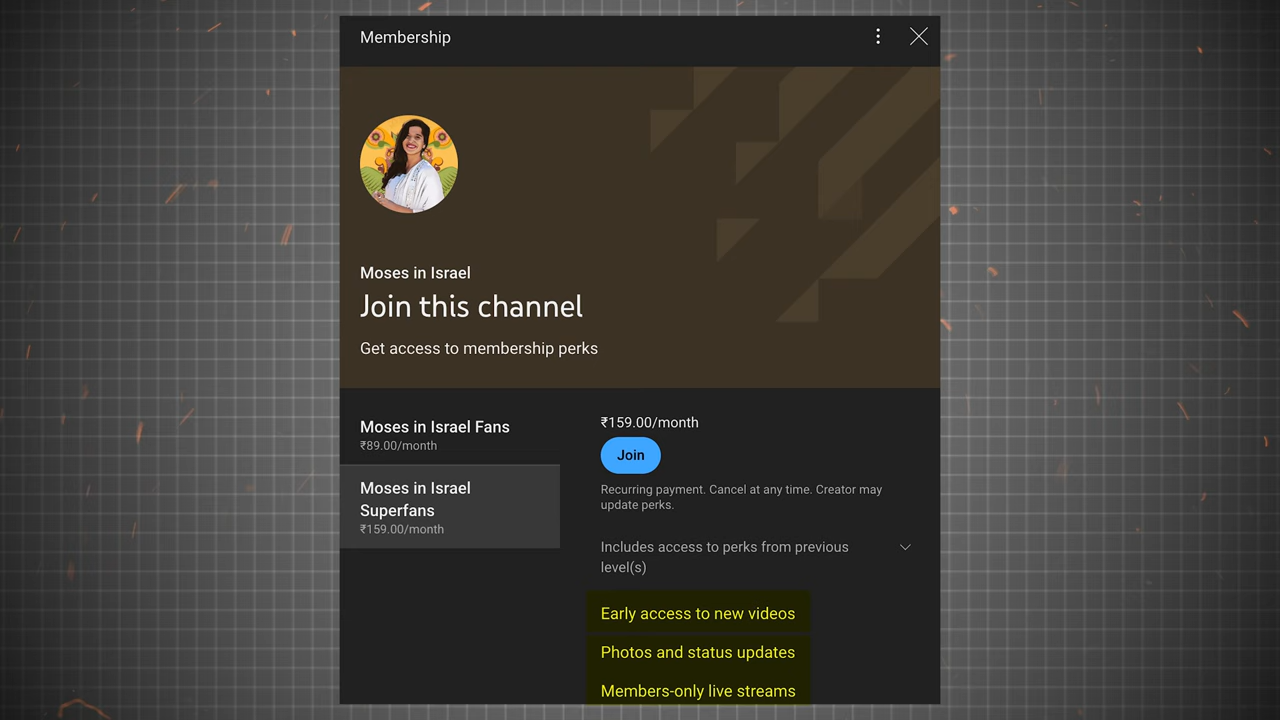 Membership
Moses in Israel
Join this channel
Get access to membership perks
Moses in Israel Fans
₹89.00/month
Moses in Israel
Superfans
₹159.00/month
₹159.00/month
Join
Recurring payment. Cancel at any time. Creator may
update perks.
Includes access to perks from previous
level(s)
Early access to new videos
Photos and status updates
Members-only live streams